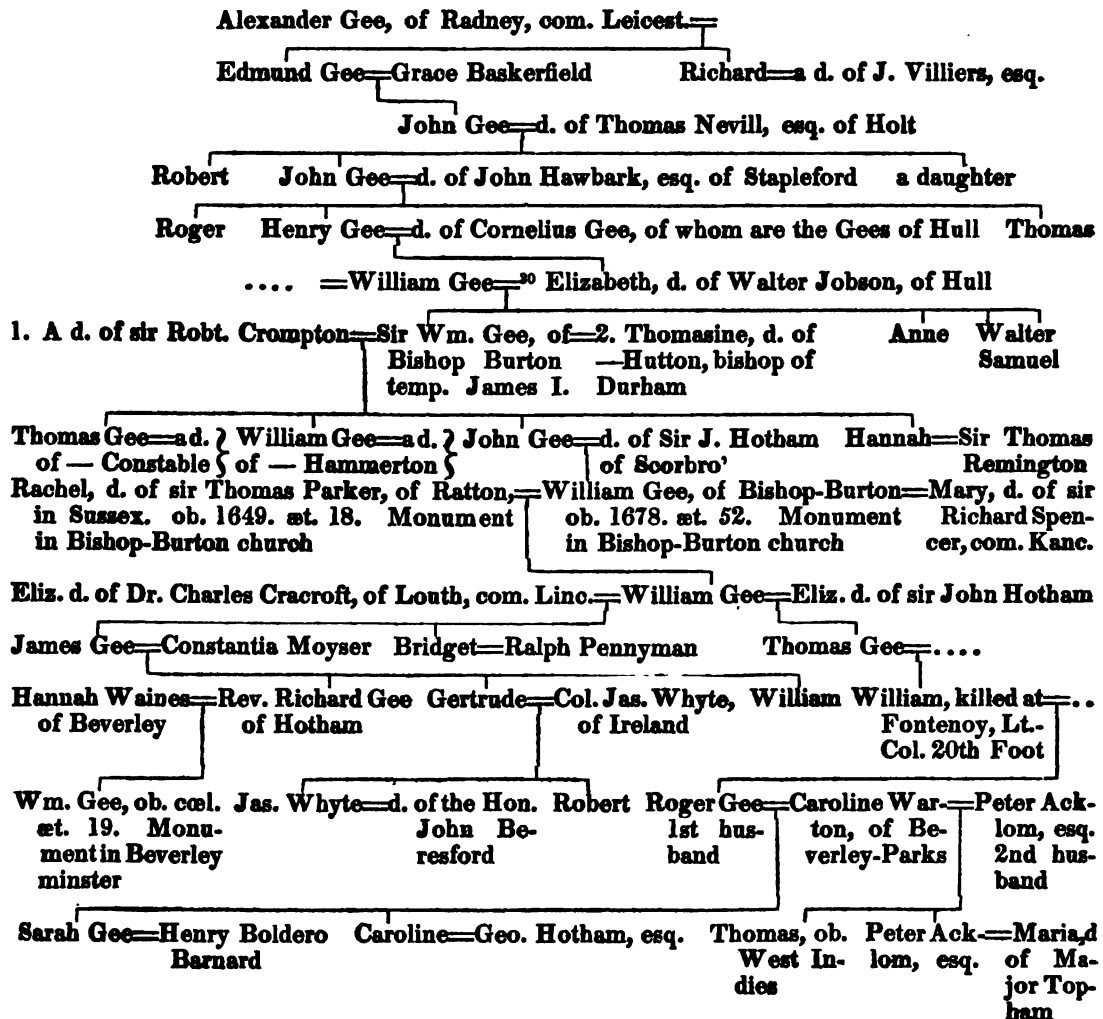 Alexander Gee, of Radney, com. Leicest.=
Edmund Gee=Grace Baskerfield Richard=a d. of J. Villiers, esq.
John Gee=d. of Thomas Nevill, esq. of Holt
Robert John Gee=d. of John Hawbark, esq. of Stapleford a daughter
Roger Henry Gee=d. of Cornelius Gee, of whom are the Gees of Hull Thomas
.... =William Gee=³⁰ Elizabeth, d. of Walter Jobson, of Hull
1. A d. of sir Robt. Crompton=Sir Wm. Gee, of=2. Thomasine, d. of Anne Walter
Bishop Burton —Hutton, bishop of Samuel
temp. James I. Durham
Thomas Gee=a d. } William Gee=a d. } John Gee=d. of Sir J. Hotham Hannah=Sir Thomas
of — Constable } of — Hammerton } of Scorbro' Remington
Rachel, d. of sir Thomas Parker, of Ratton,=William Gee, of Bishop-Burton=Mary, d. of sir
in Sussex. ob. 1649. æt. 18. Monument ob. 1678. æt. 52. Monument Richard Spen-
in Bishop-Burton church in Bishop-Burton church cer, com. Kanc.
Eliz. d. of Dr. Charles Cracroft, of Louth, com. Linc.=William Gee=Eliz. d. of sir John Hotham
James Gee=Constantia Moyser Bridget=Ralph Pennyman Thomas Gee=....
Hannah Waines=Rev. Richard Gee Gertrude=Col. Jas. Whyte, William William, killed at=..
of Beverley of Hotham of Ireland Fontenoy, Lt.-
Col. 20th Foot
Wm. Gee, ob. cœl. Jas. Whyte=d. of the Hon. Robert Roger Gee=Caroline War-=Peter Ack-
æt. 19. Monu- John Be- 1st hus- ton, of Be- lom, esq.
ment in Beverley resford band verley-Parks 2nd hus-
minster band
Sarah Gee=Henry Boldero Caroline=Geo. Hotham, esq. Thomas, ob. Peter Ack-=Maria, d
Barnard West In- lom, esq. of Ma-
dies jor Top-
ham